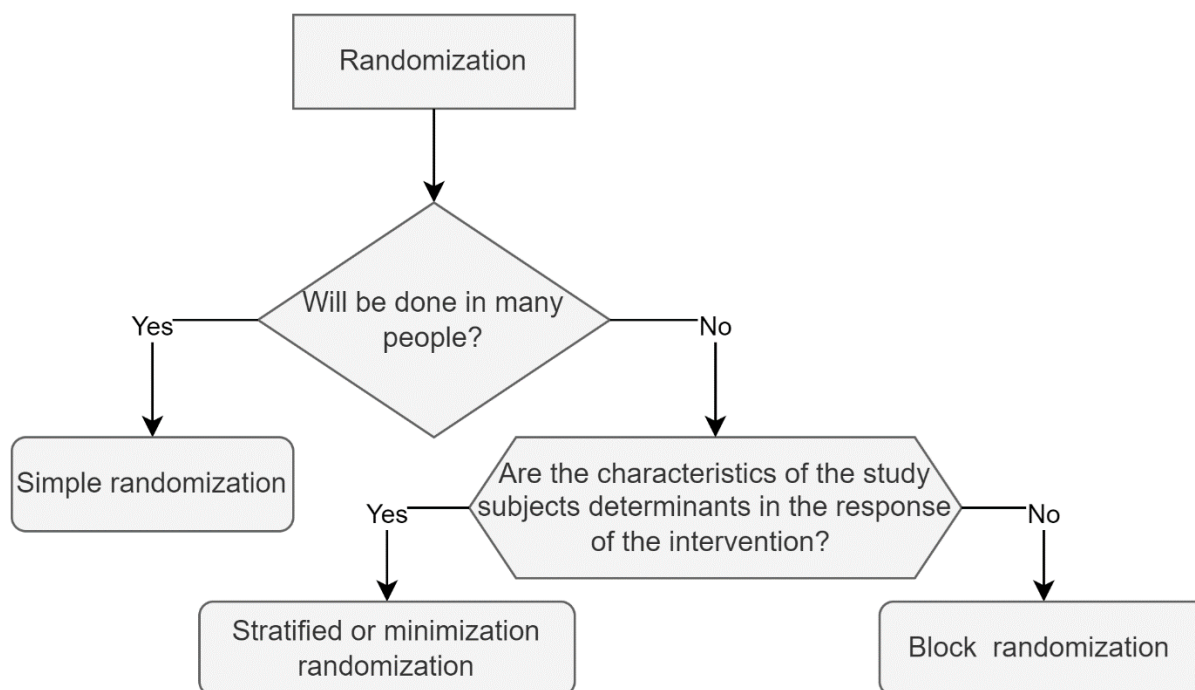 Randomization
Will be done in many
people?
Yes
No
Simple randomization
Are the characteristics of the study
subjects determinants in the response
of the intervention?
Yes
No
Stratified or minimization
randomization
Block randomization